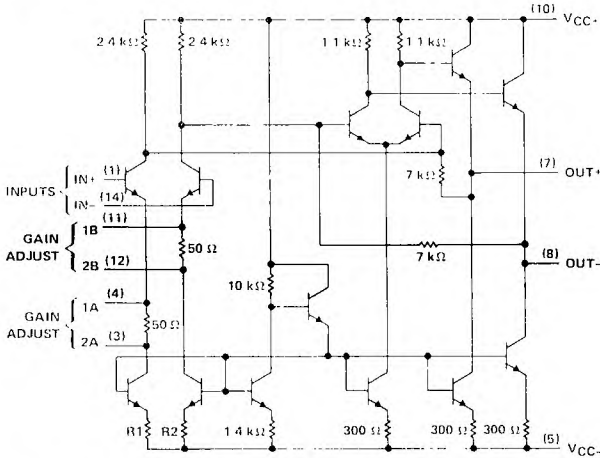 (10) VCC+
2.4 kΩ 2.4 kΩ 1.1 kΩ 1.1 kΩ
INPUTS IN+ (1)
IN- (14)
(7) OUT+
7 kΩ
GAIN ADJUST 1B (11)
2B (12)
50 Ω
7 kΩ
(8) OUT-
10 kΩ
GAIN ADJUST 1A (4)
2A (3)
50 Ω
R1 R2 1.4 kΩ 300 Ω 300 Ω 300 Ω
(5) VCC-